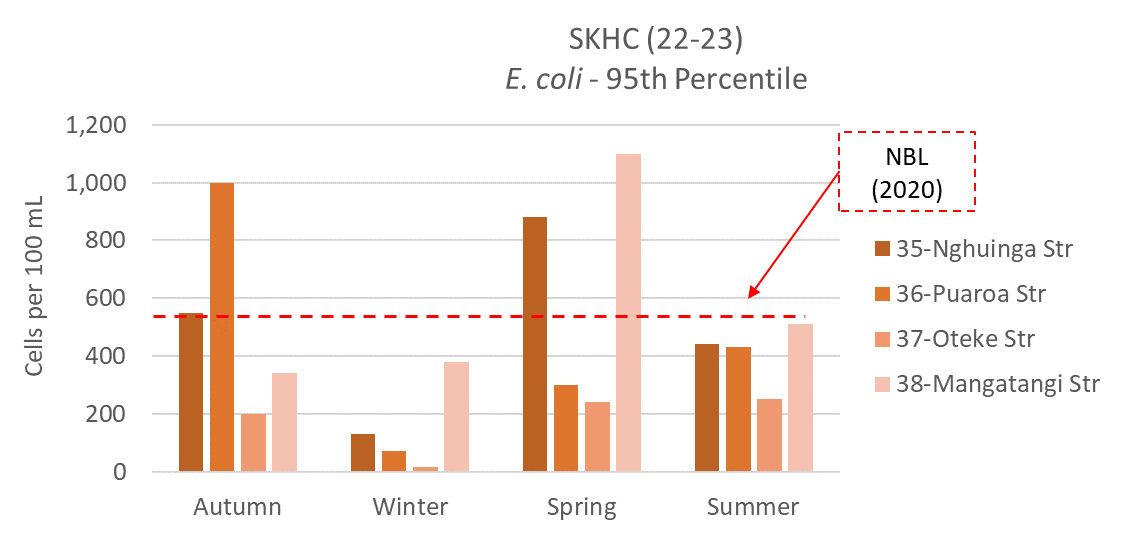 SKHC (22-23)
E. coli - 95th Percentile
1,200
1,000
800
600
400
200
0
Cells per 100 mL
Autumn
Winter
Spring
Summer
NBL
(2020)
35-Nghuinga Str
36-Puaroa Str
37-Oteke Str
38-Mangatangi Str